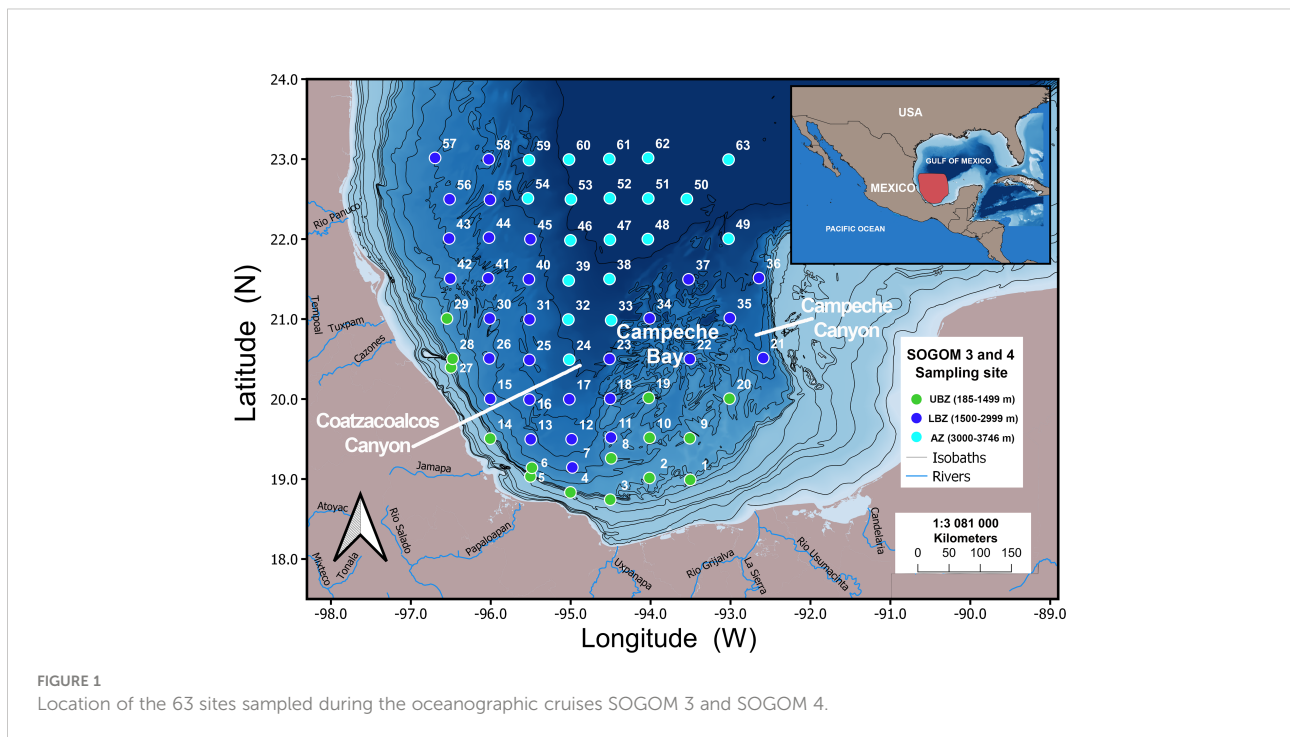 24.0
23.0
22.0
21.0
20.0
19.0
18.0
Latitude (N)
-98.0
-97.0
-96.0
-95.0
-94.0
-93.0
-92.0
-91.0
-90.0
-89.0
Longitude (W)
57
58
59
60
61
62
63
56
55
54
53
52
51
50
43
44
45
46
47
48
49
42
41
40
39
38
37
36
29
30
31
32
33
34
35
28
27
26
25
24
23
22
21
15
16
17
18
19
20
14
13
12
11
10
9
8
7
6
5
4
3
2
1
Campeche
Bay
Campeche
Canyon
Coatzacoalcos
Canyon
Rio Panuco
Tempoal
Tuxpam
Cazones
Jamapa
Atoyac
Rio Salado
Papaloapan
Mixteco
Tonala
Uxpanapa
Rio Grijalva
La Sierra
Rio Usumacinta
Candelaria
USA
GULF OF MEXICO
MEXICO
CUBA
PACIFIC OCEAN
SOGOM 3 and 4
Sampling site
UBZ (185-1499 m)
LBZ (1500-2999 m)
AZ (3000-3746 m)
Isobaths
Rivers
1:3 081 000
Kilometers
0 50 100 150
FIGURE 1
Location of the 63 sites sampled during the oceanographic cruises SOGOM 3 and SOGOM 4.